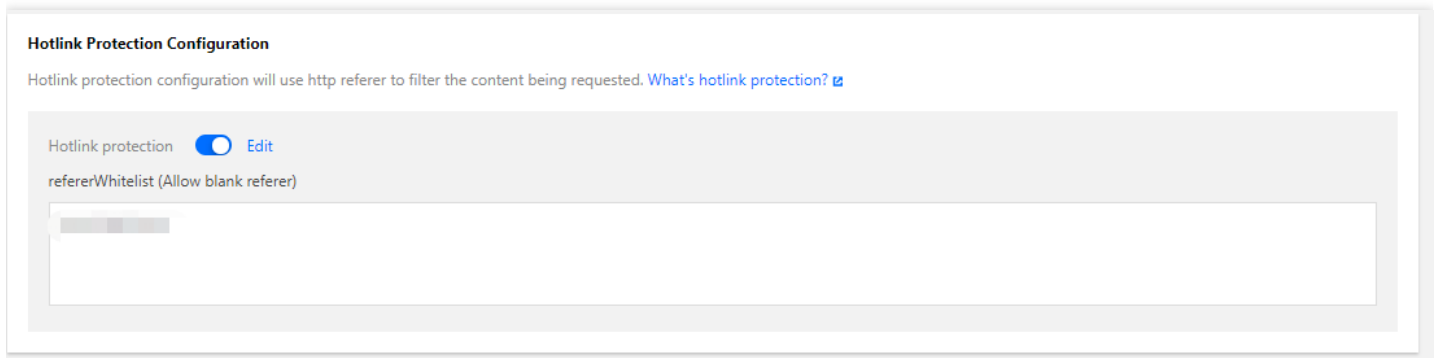 Hotlink Protection Configuration
Hotlink protection configuration will use http referer to filter the content being requested. What's hotlink protection?
Hotlink protection Edit
refererWhitelist (Allow blank referer)